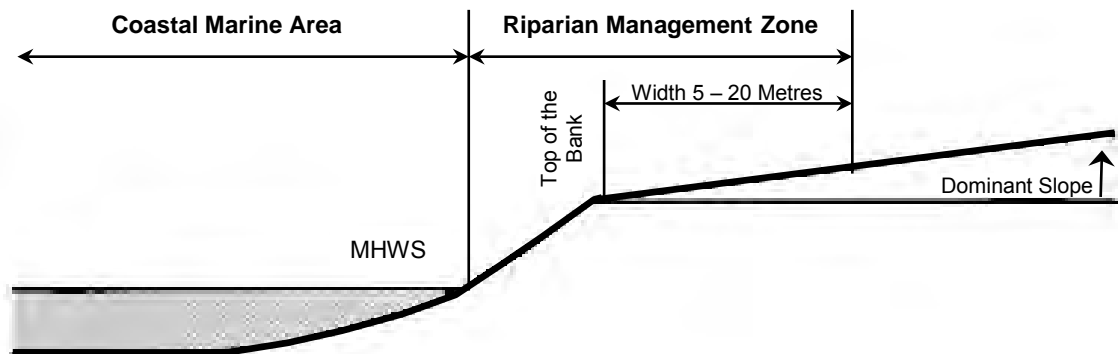 Coastal Marine Area
Riparian Management Zone
Width 5 – 20 Metres
Top of the
Bank
Dominant Slope
MHWS